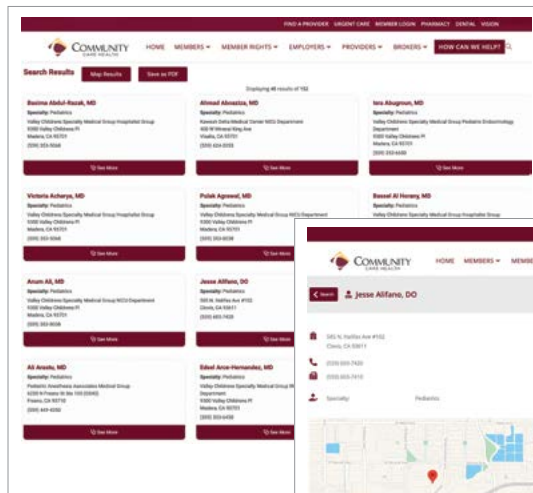 FIND A PROVIDER URGENT CARE MEMBER LOGIN PHARMACY DENTAL VISION
COMMUNITY
CARE HEALTH
HOME MEMBERS MEMBER RIGHTS EMPLOYERS PROVIDERS BROKERS HOW CAN WE HELP?
Search Results Map Results Save as PDF
Displaying 40 results of 152
Basima Abdul-Razak, MD
Specialty: Pediatrics
Valley Childrens Specialty Medical Group Hospitalist Group
9300 Valley Childrens Pl
Madera, CA 93701
See More
Ahmad Aboaziza, MD
Specialty: Pediatrics
Kaweah Delta Medical Center NICU Department
400 W Mineral King Ave
Visalia, CA
See More
Specialty: Pediatrics
Valley Childrens Specialty Medical Group Pediatric Endocrinology
Department
9300 Valley Childrens Pl
Madera, CA 93701
See More
Victoria Acharya, MD
Specialty: Pediatrics
Valley Childrens Specialty Medical Group Hospitalist Group
9300 Valley Childrens Pl
Madera, CA 93701
See More
Pulak Agrawal, MD
Specialty: Pediatrics
Valley Childrens Specialty Medical Group NICU Department
9300 Valley Childrens Pl
Madera, CA 93701
See More
Bassel Al Horany, MD
Specialty: Pediatrics
Valley Childrens Specialty Medical Group Hospitalist Group
Anum Ali, MD
Specialty: Pediatrics
Valley Childrens Specialty Medical Group NICU Department
9300 Valley Childrens Pl
Madera, CA 93701
See More
Jesse Alifano, DO
Specialty: Pediatrics
585 N. Halifax Ave #102
Clovis, CA 93611
See More
Ali Arastu, MD
Specialty: Pediatrics
Pediatric Anesthesia Associates Medical Group
Fresno, CA 93710
See More
Edsel Arce-Hernandez, MD
Specialty: Pediatrics
Valley Childrens Specialty Medical Group
Department
9300 Valley Childrens Pl
Madera, CA 93701
See More
COMMUNITY
CARE HEALTH
HOME MEMBERS
Search Jesse Alifano, DO
585 N. Halifax Ave #102
Clovis, CA 93611
Specialty: Pediatrics